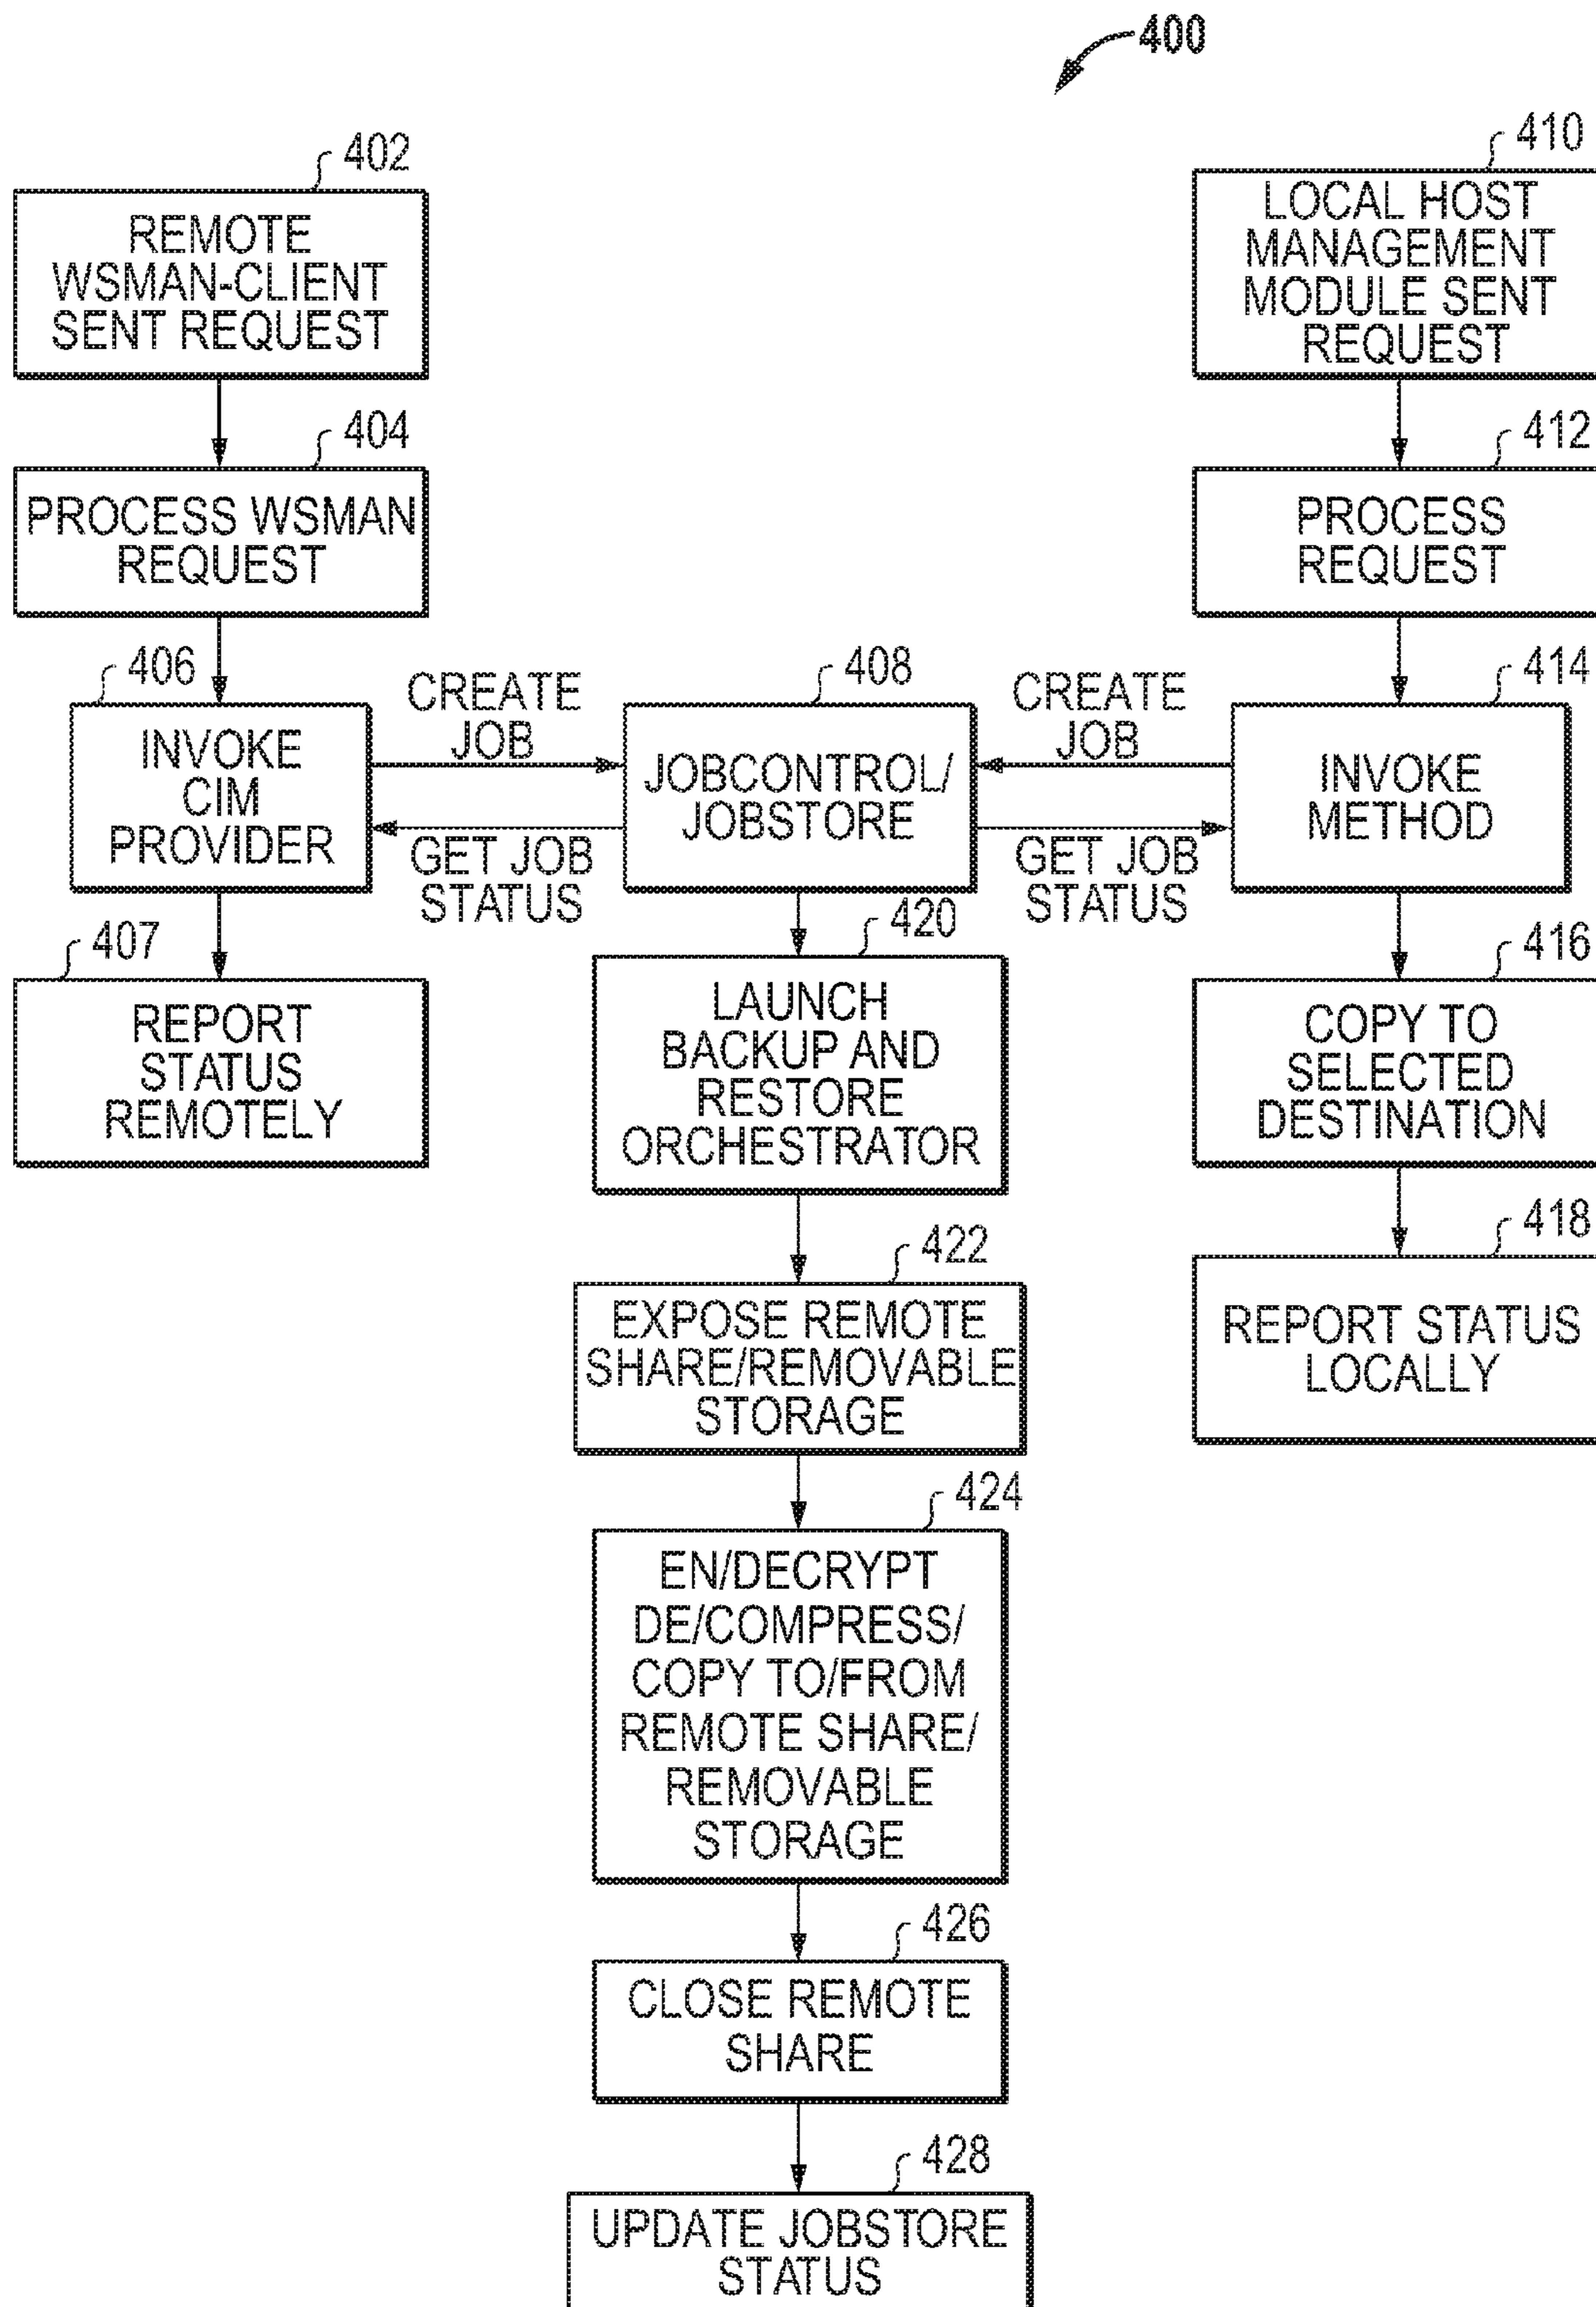 400
402
REMOTE
WSMAN-CLIENT
SENT REQUEST
404
PROCESS WSMAN
REQUEST
406
INVOKE
CIM
PROVIDER
407
REPORT
STATUS
REMOTELY
CREATE
JOB
GET JOB
STATUS
408
JOBCONTROL/
JOBSTORE
CREATE
JOB
GET JOB
STATUS
410
LOCAL HOST
MANAGEMENT
MODULE SENT
REQUEST
412
PROCESS
REQUEST
414
INVOKE
METHOD
416
COPY TO
SELECTED
DESTINATION
418
REPORT STATUS
LOCALLY
420
LAUNCH
BACKUP AND
RESTORE
ORCHESTRATOR
422
EXPOSE REMOTE
SHARE/REMOVABLE
STORAGE
424
EN/DECRYPT
DE/COMPRESS/
COPY TO/FROM
REMOTE SHARE/
REMOVABLE
STORAGE
426
CLOSE REMOTE
SHARE
428
UPDATE JOBSTORE
STATUS